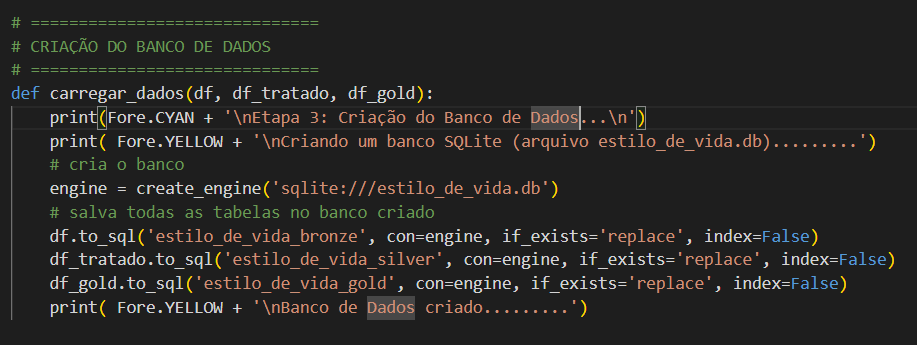 # ==============================
# CRIAÇÃO DO BANCO DE DADOS
# ==============================
def carregar_dados(df, df_tratado, df_gold):
    print(Fore.CYAN + '\nEtapa 3: Criação do Banco de Dados...\n')
    print( Fore.YELLOW + '\nCriando um banco SQLite (arquivo estilo_de_vida.db).........')
    # cria o banco
    engine = create_engine('sqlite:///estilo_de_vida.db')
    # salva todas as tabelas no banco criado
    df.to_sql('estilo_de_vida_bronze', con=engine, if_exists='replace', index=False)
    df_tratado.to_sql('estilo_de_vida_silver', con=engine, if_exists='replace', index=False)
    df_gold.to_sql('estilo_de_vida_gold', con=engine, if_exists='replace', index=False)
    print( Fore.YELLOW + '\nBanco de Dados criado.........')